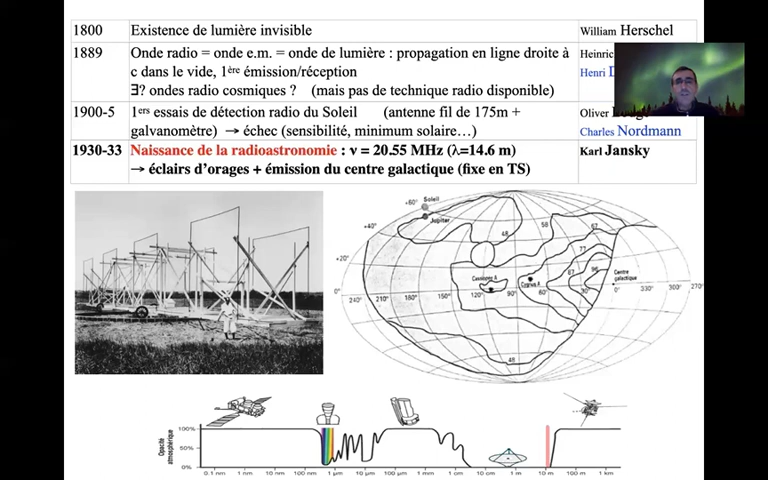 1800 Existence de lumière invisible William Herschel
1889 Onde radio = onde e.m. = onde de lumière : propagation en ligne droite à Heinric
c dans le vide, 1ère émission/réception Henri
∃? ondes radio cosmiques ? (mais pas de technique radio disponible)
1900-5 1ers essais de détection radio du Soleil (antenne fil de 175m + Oliver
galvanomètre) → échec (sensibilité, minimum solaire…) Charles Nordmann
1930-33 Naissance de la radioastronomie : ν = 20.55 MHz (λ=14.6 m) Karl Jansky
→ éclairs d'orages + émission du centre galactique (fixe en TS)
Soleil
+60°
Jupiter
+40°
48
58
67
+20°
77
Cassiopée A
Cygnus A
87
96
Centre
galactique
0°
240° 210° 180° 150° 120° 90° 60° 0° 330° 300° 270°
48
Opacité
atmosphérique
100%
50%
0%
0.1 nm 1 nm 10 nm 100 nm 1 µm 10 µm 100 µm 1 mm 1 cm 10 cm 1 m 10 m 100 m 1 km